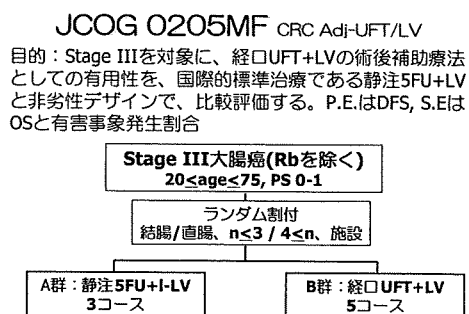 JCOG 0205MF CRC Adj-UFT/LV
目的：Stage IIIを対象に、経口UFT+LVの術後補助療法
としての有用性を、国際的標準治療である静注5FU+LV
と非劣性デザインで、比較評価する。P.E.はDFS, S.Eは
OSと有害事象発生割合
Stage III大腸癌(Rbを除く)
20≤age≤75, PS 0-1
ランダム割付
結腸/直腸、n≤3 / 4≤n、施設
A群：静注5FU+l-LV
3コース
B群：経口UFT+LV
5コース